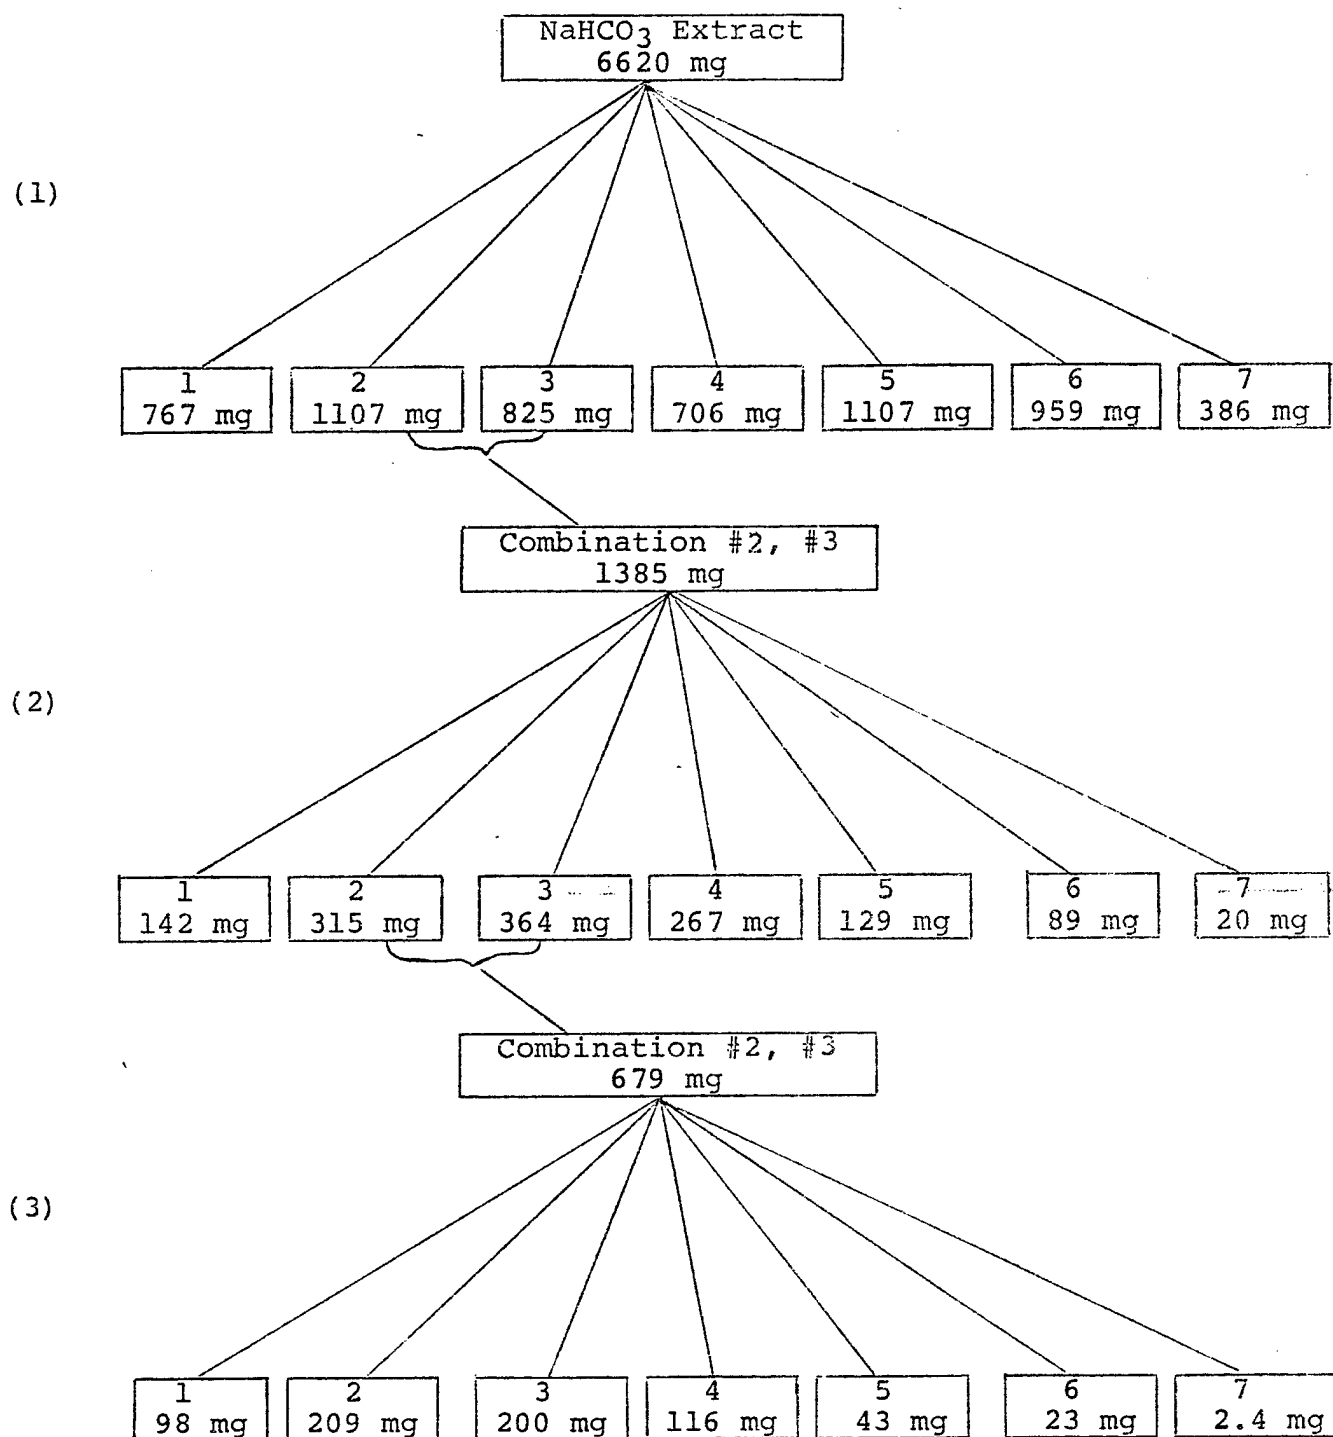 NaHCO3 Extract
6620 mg
(1)
1 2 3 4 5 6 7
767 mg 1107 mg 825 mg 706 mg 1107 mg 959 mg 386 mg
Combination #2, #3
1385 mg
(2)
1 2 3 4 5 6 7
142 mg 315 mg 364 mg 267 mg 129 mg 89 mg 20 mg
Combination #2, #3
679 mg
(3)
1 2 3 4 5 6 7
98 mg 209 mg 200 mg 116 mg 43 mg 23 mg 2.4 mg